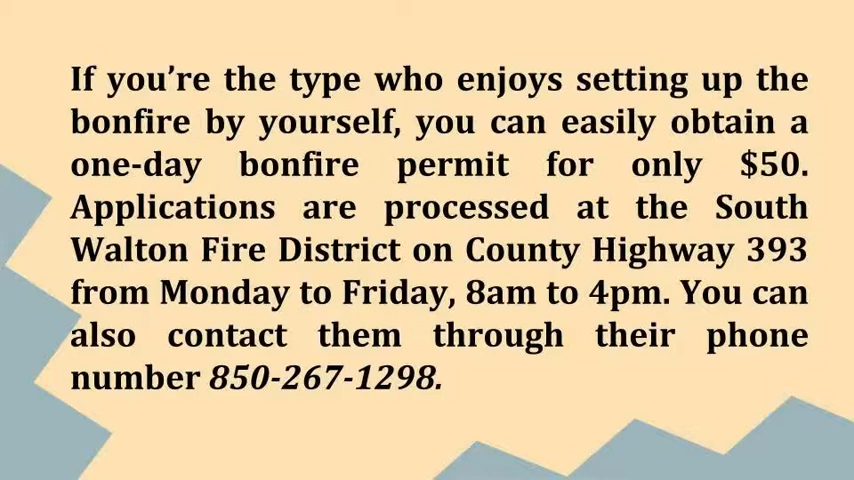 If you’re the type who enjoys setting up the
bonfire by yourself, you can easily obtain a
one-day bonfire permit for only $50.
Applications are processed at the South
Walton Fire District on County Highway 393
from Monday to Friday, 8am to 4pm. You can
also contact them through their phone
number 850-267-1298.